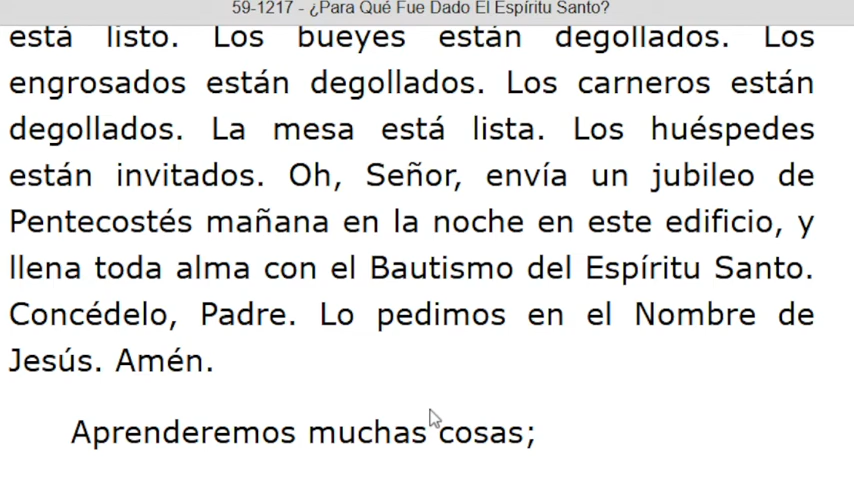 59-1217 - ¿Para Qué Fue Dado El Espíritu Santo?
está listo. Los bueyes están degollados. Los
engrosados están degollados. Los carneros están
degollados. La mesa está lista. Los huéspedes
están invitados. Oh, Señor, envía un jubileo de
Pentecostés mañana en la noche en este edificio, y
llena toda alma con el Bautismo del Espíritu Santo.
Concédelo, Padre. Lo pedimos en el Nombre de
Jesús. Amén.
Aprenderemos muchas cosas;